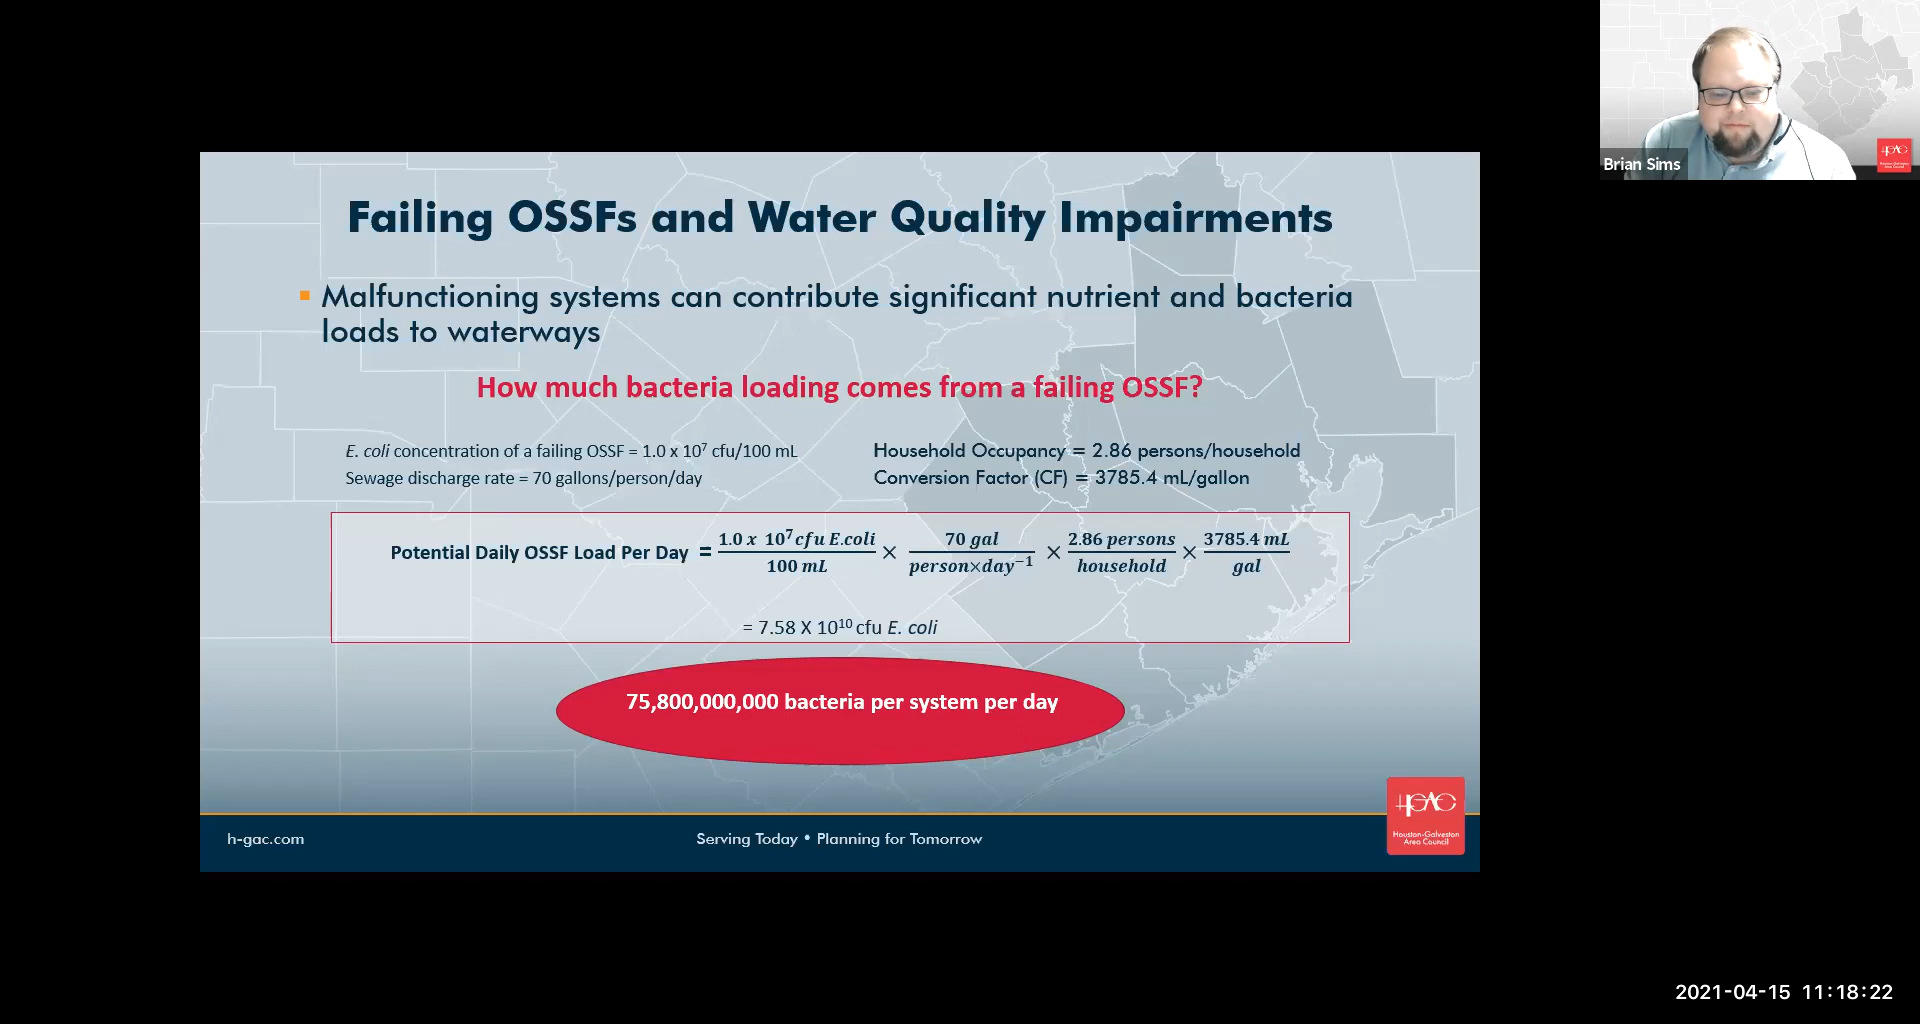 Failing OSSFs and Water Quality Impairments
Malfunctioning systems can contribute significant nutrient and bacteria
loads to waterways
How much bacteria loading comes from a failing OSSF?
E. coli concentration of a failing OSSF = 1.0 x 10⁷ cfu/100 mL
Sewage discharge rate = 70 gallons/person/day
Household Occupancy = 2.86 persons/household
Conversion Factor (CF) = 3785.4 mL/gallon
Potential Daily OSSF Load Per Day = 1.0 x 10⁷ cfu E.coli / 100 mL × 70 gal / person×day⁻¹ × 2.86 persons / household × 3785.4 mL / gal
= 7.58 X 10¹⁰ cfu E. coli
75,800,000,000 bacteria per system per day
h-gac.com
Serving Today • Planning for Tomorrow
HGAC
Houston-Galveston
Area Council
Brian Sims
HGAC
Houston-Galveston
Area Council
2021-04-15 11:18:22